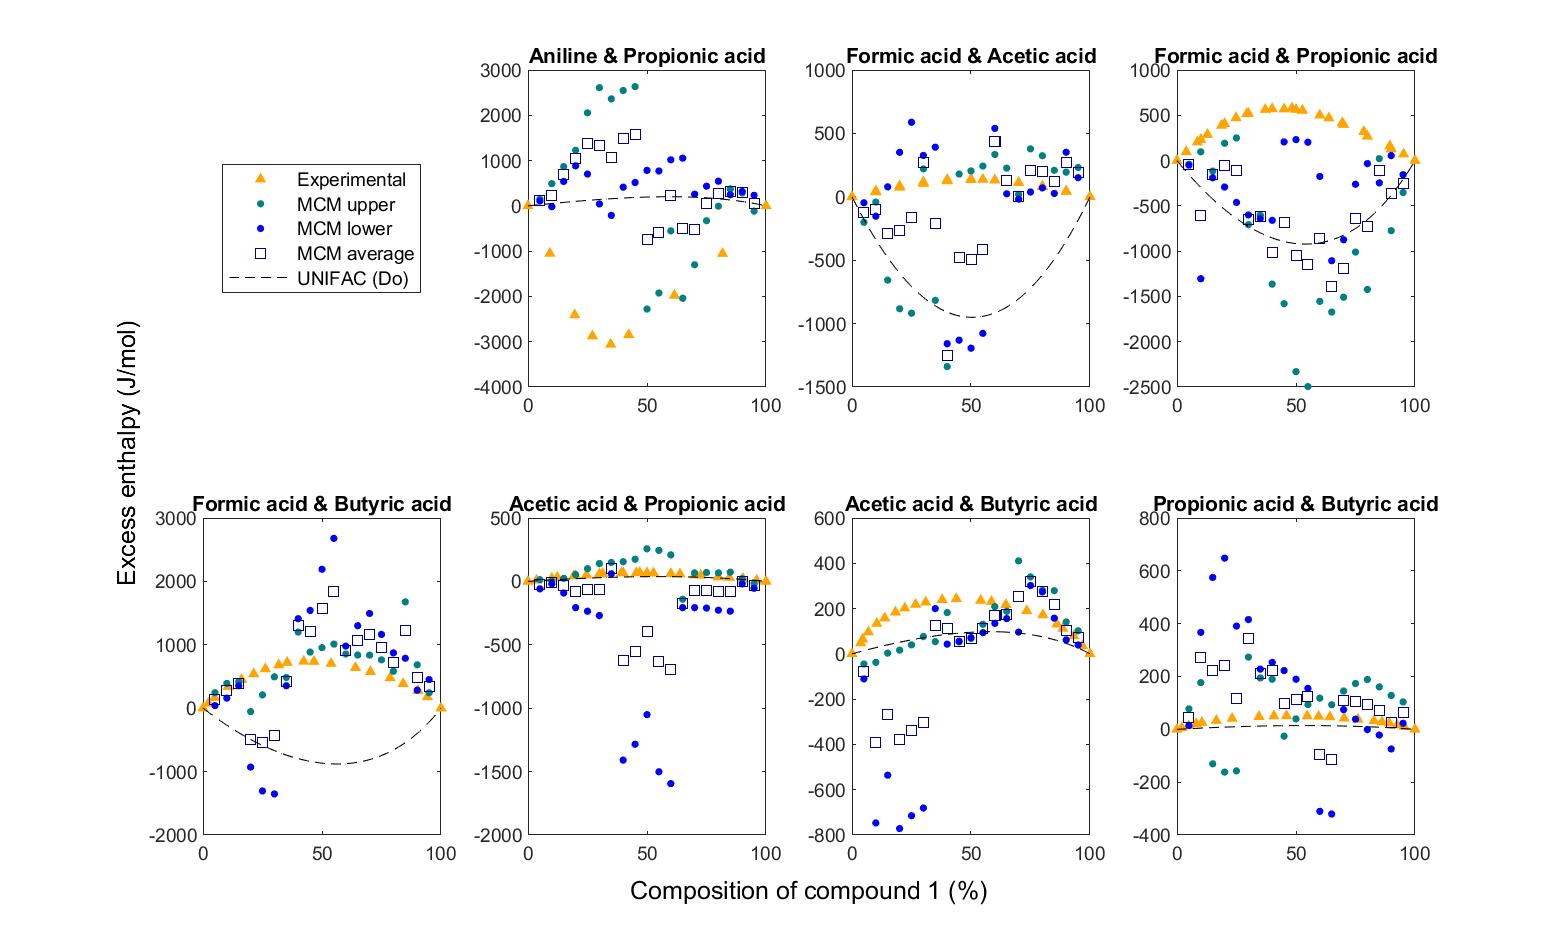 Aniline & Propionic acid
3000
2000
1000
0
-1000
-2000
-3000
-4000
0 50 100
Formic acid & Acetic acid
1000
500
0
-500
-1000
-1500
0 50 100
Formic acid & Propionic acid
1000
500
0
-500
-1000
-1500
-2000
-2500
0 50 100
Experimental
MCM upper
MCM lower
MCM average
UNIFAC (Do)
Excess enthalpy (J/mol)
Formic acid & Butyric acid
3000
2000
1000
0
-1000
-2000
0 50 100
Acetic acid & Propionic acid
500
0
-500
-1000
-1500
-2000
0 50 100
Acetic acid & Butyric acid
600
400
200
0
-200
-400
-600
-800
0 50 100
Propionic acid & Butyric acid
800
600
400
200
0
-200
-400
0 50 100
Composition of compound 1 (%)